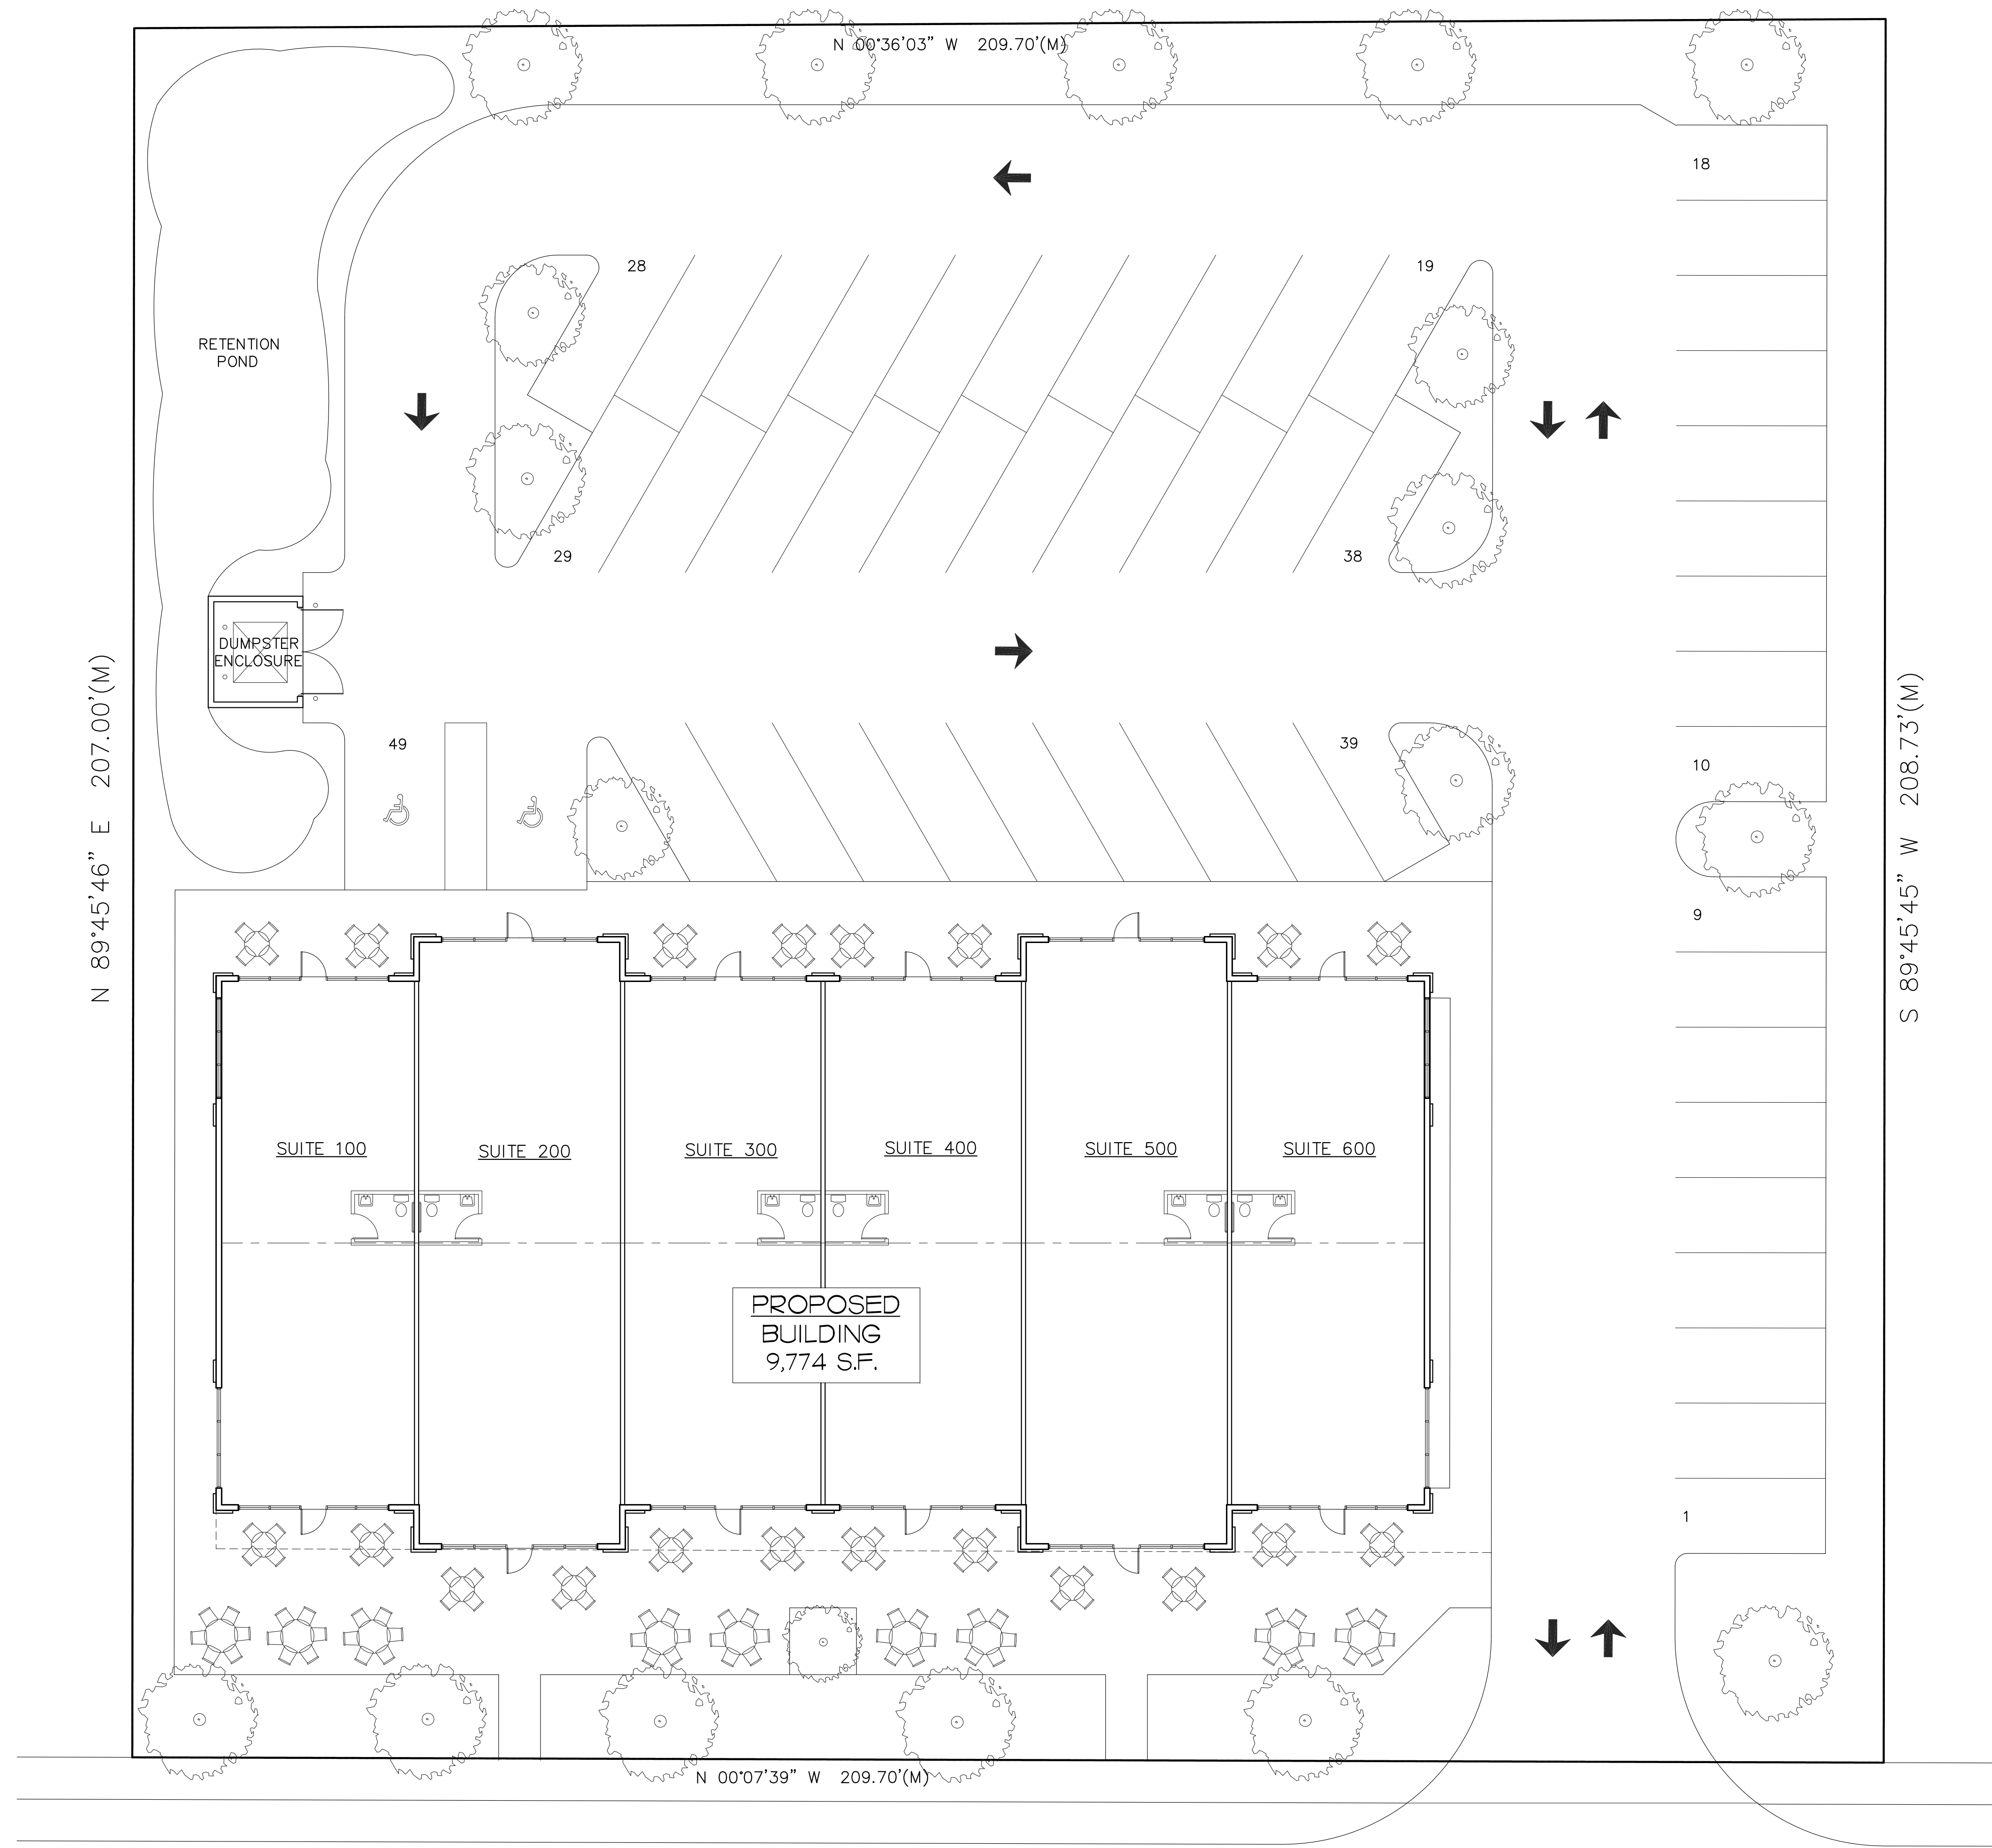 N 00°36'03" W 209.70'(M)
18
28
19
RETENTION
POND
29
38
DUMPSTER
ENCLOSURE
N 89°45'46" E 207.00'(M)
S 89°45'45" W 208.73'(M)
49
39
10
9
SUITE 100
SUITE 200
SUITE 300
SUITE 400
SUITE 500
SUITE 600
PROPOSED
BUILDING
9,774 S.F.
1
N 00°07'39" W 209.70'(M)